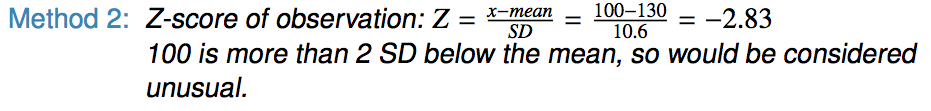 Method 2: Z-score of observation: Z = x−mean/SD = 100−130/10.6 = −2.83
100 is more than 2 SD below the mean, so would be considered
unusual.